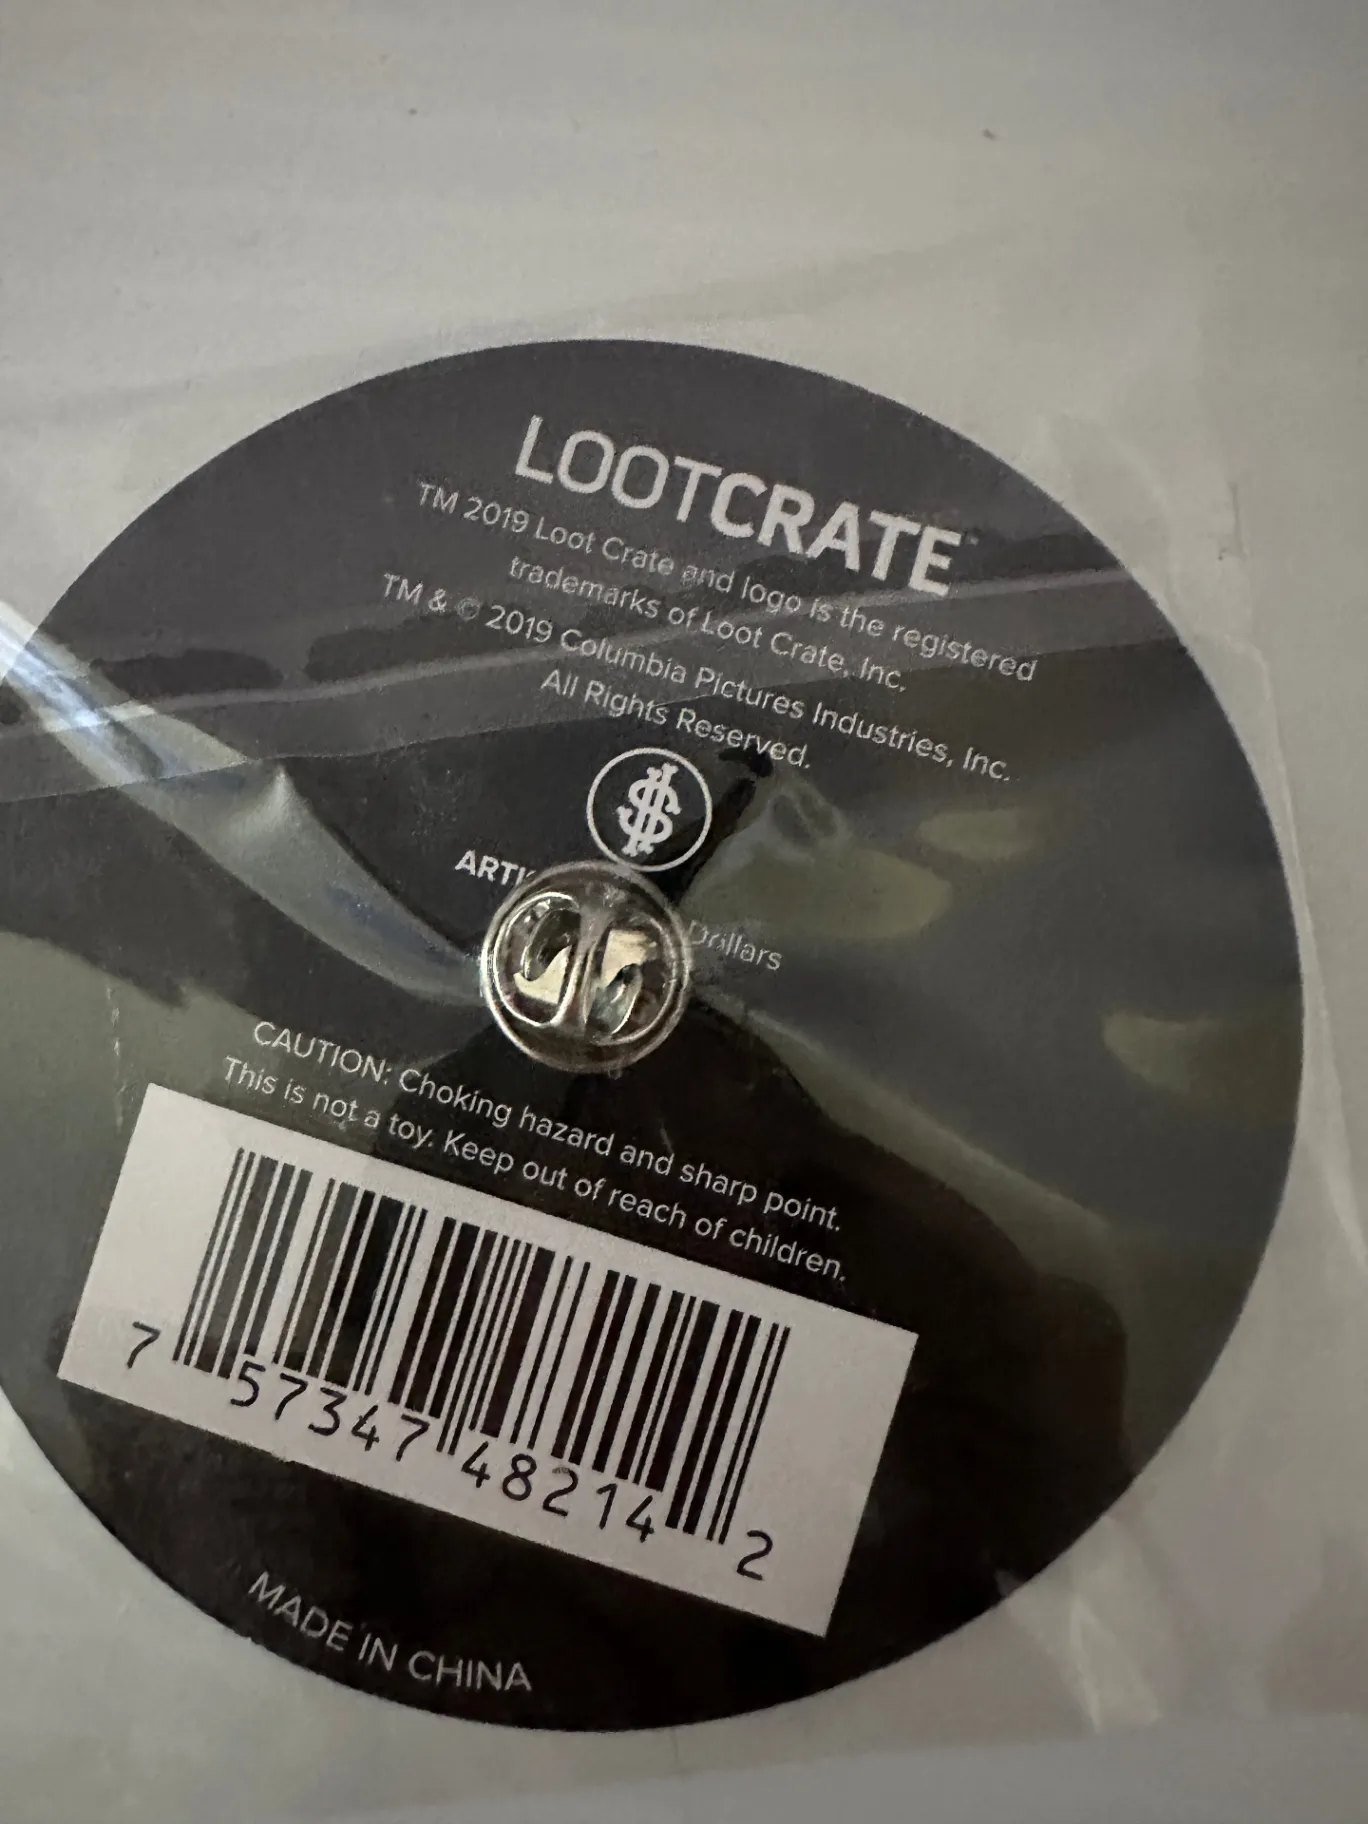 LOOTCRATE
TM 2019 Loot Crate and logo is the registered
trademarks of Loot Crate, Inc.
TM & © 2019 Columbia Pictures Industries, Inc.
All Rights Reserved.
$
Dollars
CAUTION: Choking hazard and sharp point.
This is not a toy. Keep out of reach of children.
7 57347 48214 2
MADE IN CHINA